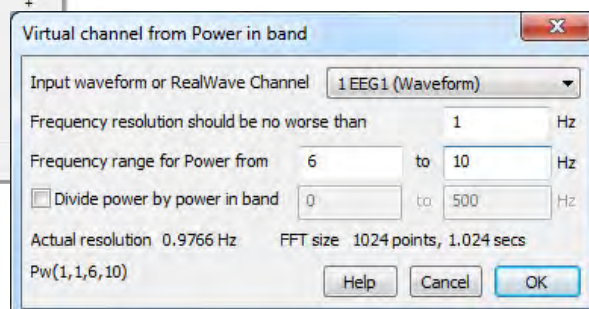 +
Virtual channel from Power in band
Input waveform or RealWave Channel 1 EEG1 (Waveform)
Frequency resolution should be no worse than 1 Hz
Frequency range for Power from 6 to 10 Hz
Divide power by power in band 0 to 500 Hz
Actual resolution 0.9766 Hz FFT size 1024 points, 1.024 secs
Pw(1,1,6,10)
Help Cancel OK